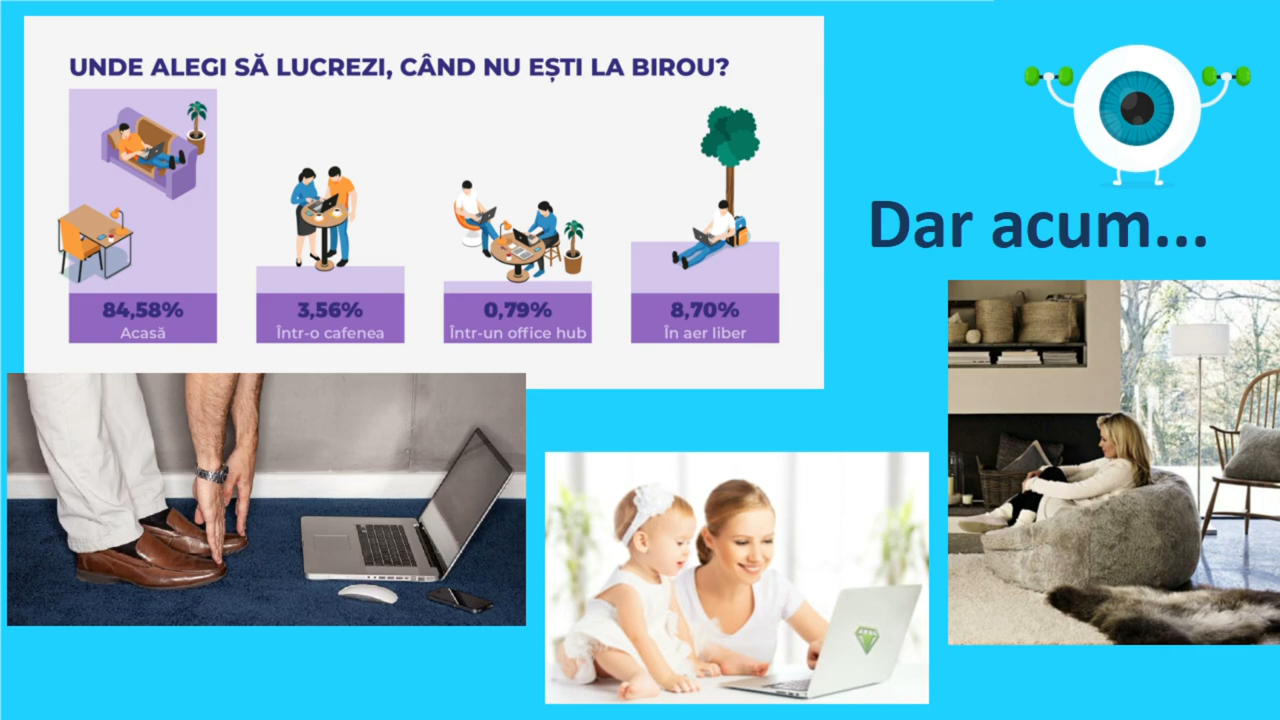 UNDE ALEGI SĂ LUCREZI, CÂND NU EȘTI LA BIROU?
84,58%
Acasă
3,56%
Într-o cafenea
0,79%
Într-un office hub
8,70%
În aer liber
Dar acum...